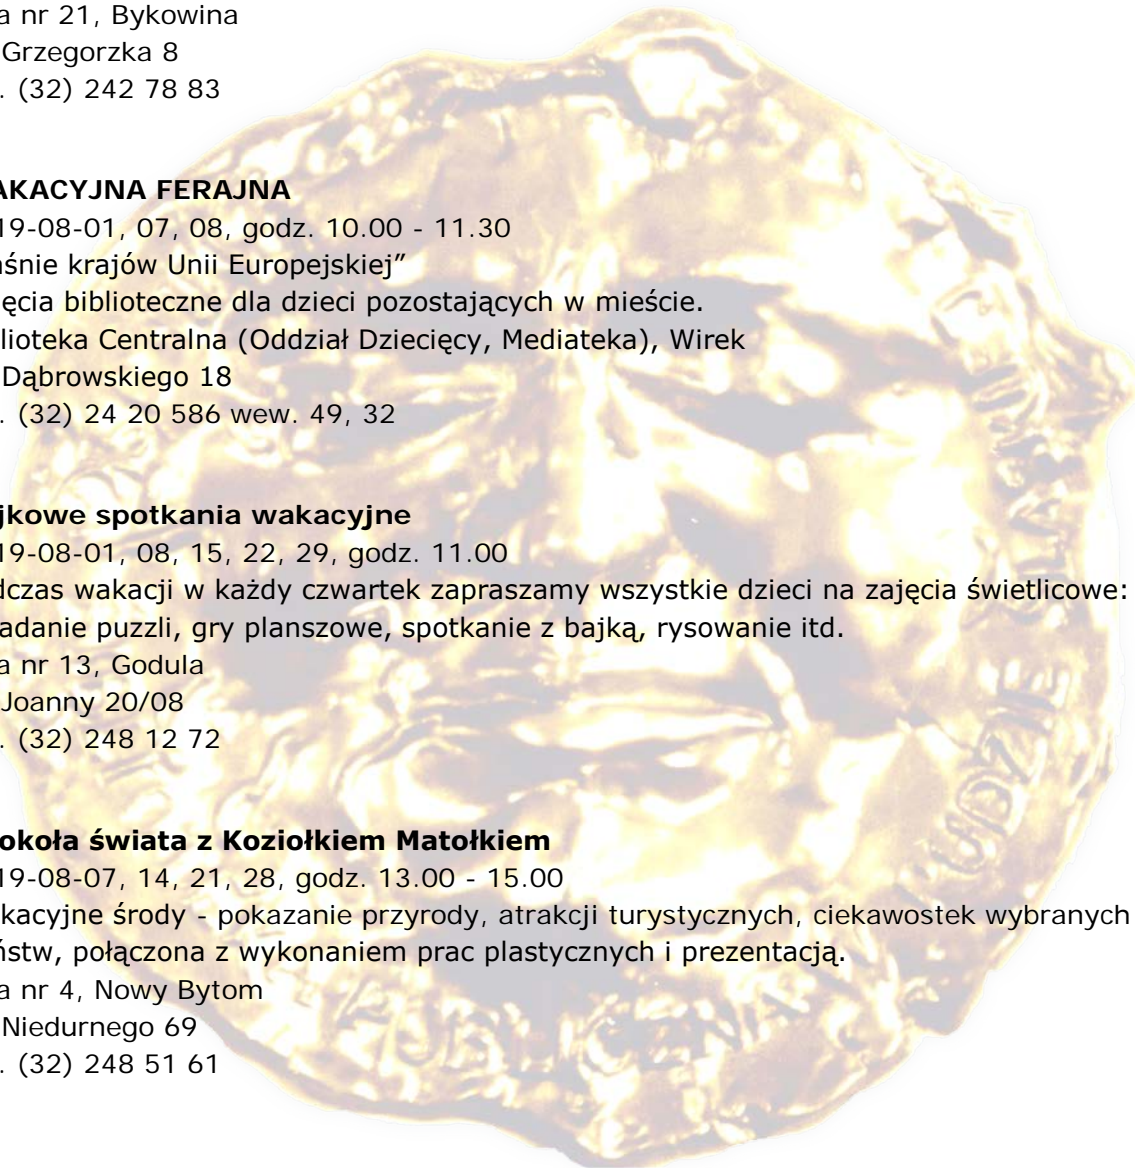 a nr 21, Bykowina
Grzegorzka 8
. (32) 242 78 83
AKACYJNA FERAJNA
19-08-01, 07, 08, godz. 10.00 - 11.30
aśnie krajów Unii Europejskiej”
ęcia biblioteczne dla dzieci pozostających w mieście.
lioteka Centralna (Oddział Dziecięcy, Mediateka), Wirek
Dąbrowskiego 18
. (32) 24 20 586 wew. 49, 32
jkowe spotkania wakacyjne
19-08-01, 08, 15, 22, 29, godz. 11.00
dczas wakacji w każdy czwartek zapraszamy wszystkie dzieci na zajęcia świetlicowe:
adanie puzzli, gry planszowe, spotkanie z bajką, rysowanie itd.
a nr 13, Godula
Joanny 20/08
. (32) 248 12 72
okoła świata z Koziołkiem Matołkiem
19-08-07, 14, 21, 28, godz. 13.00 - 15.00
kacyjne środy - pokazanie przyrody, atrakcji turystycznych, ciekawostek wybranych
ństw, połączona z wykonaniem prac plastycznych i prezentacją.
a nr 4, Nowy Bytom
Niedurnego 69
. (32) 248 51 61